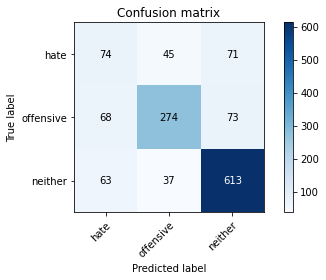 Confusion matrix
True label
hate 74 45 71
offensive 68 274 73
neither 63 37 613
hate offensive neither
Predicted label
600
500
400
300
200
100